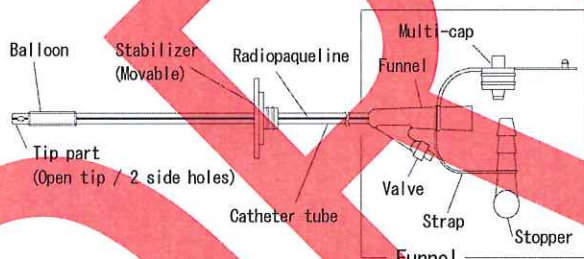 Multi-cap
Balloon
Stabilizer
(Movable)
Radiopaqueline
Funnel
Tip part
(Open tip / 2 side holes)
Valve
Catheter tube
Strap
Stopper
Funnel